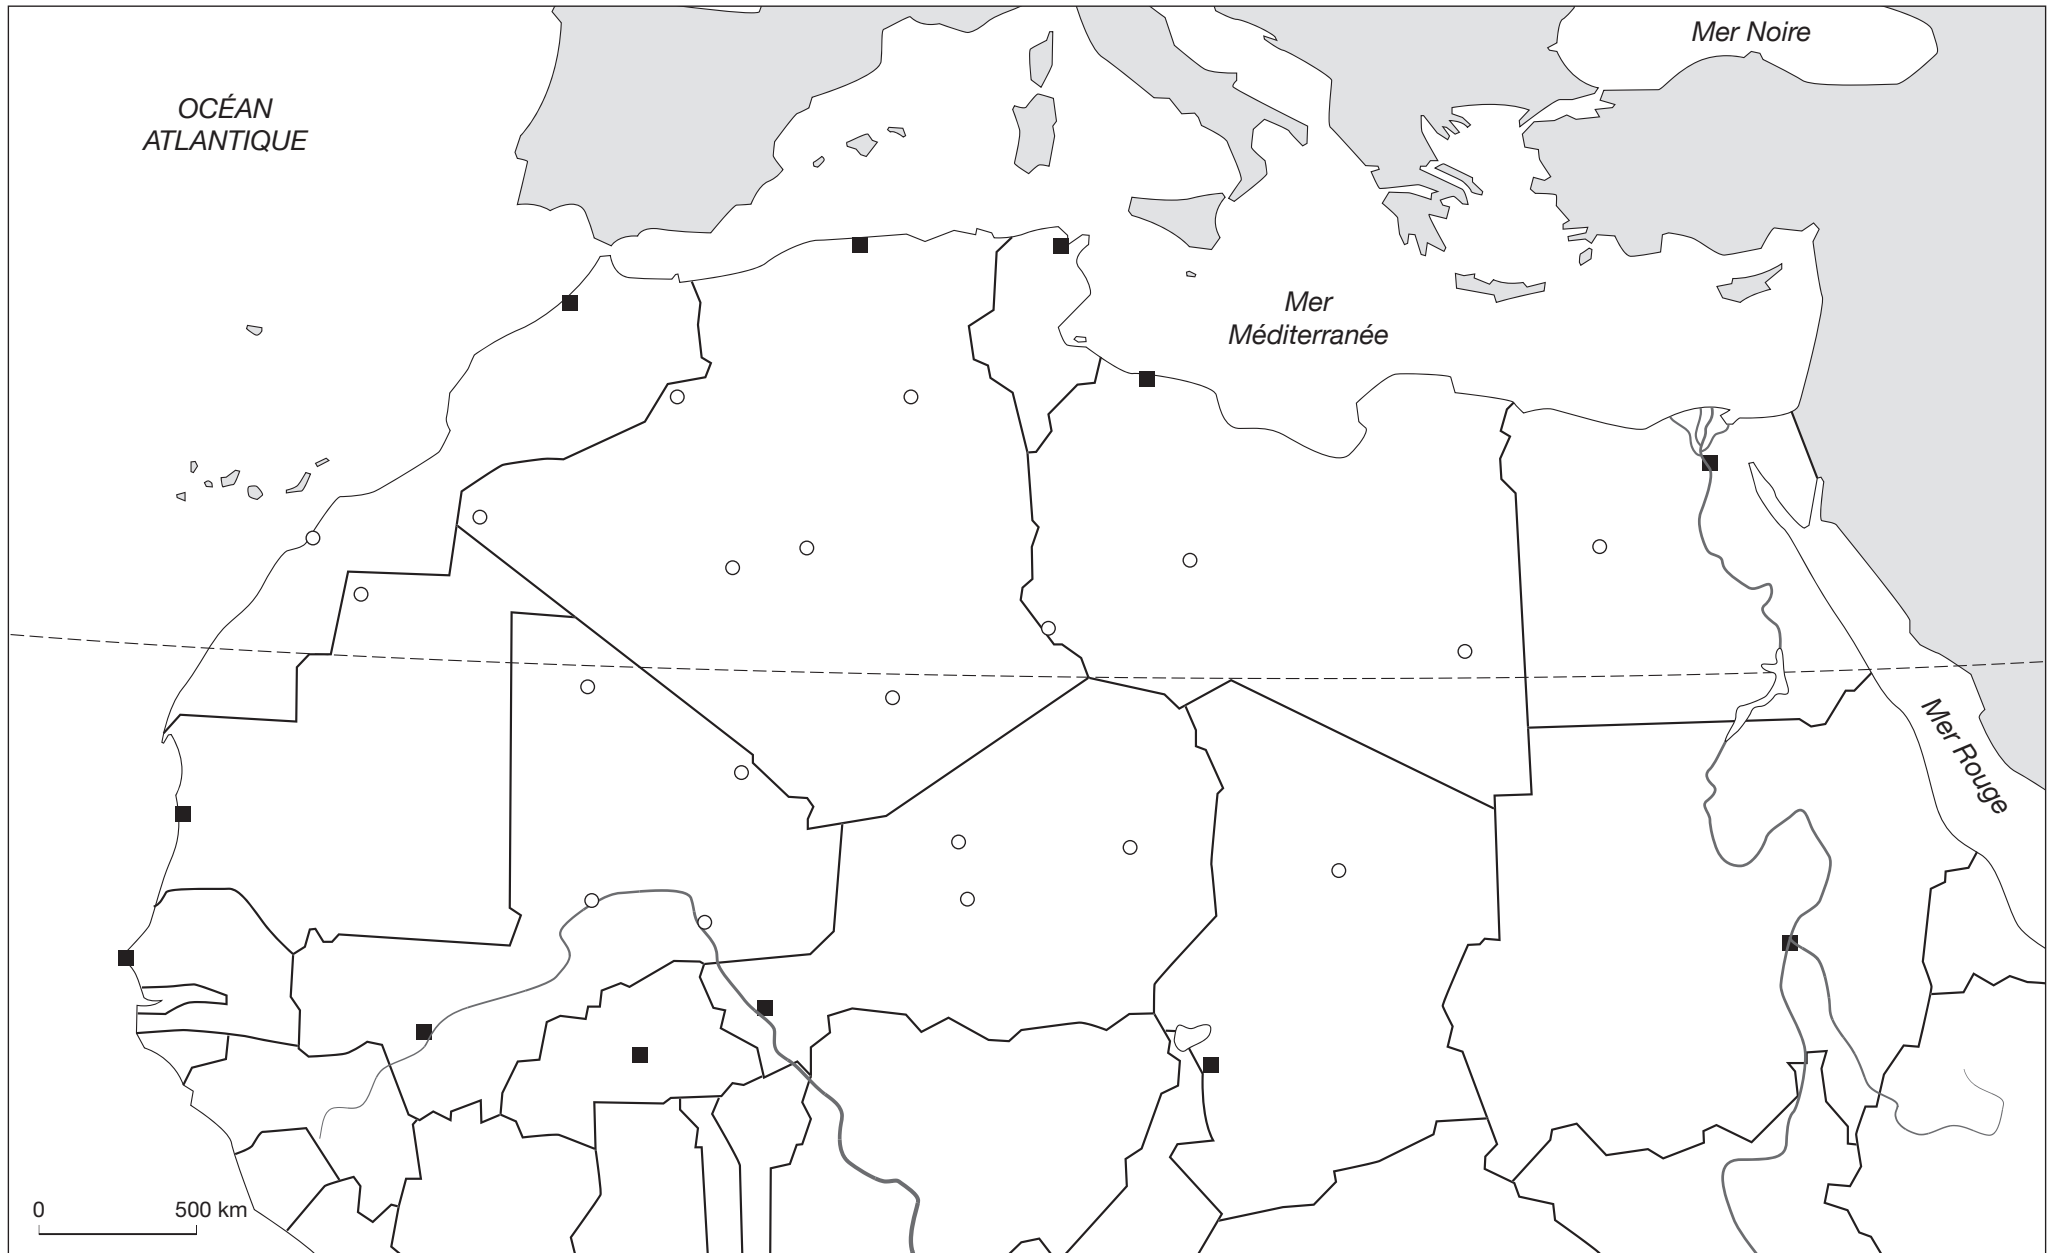 Mer Noire
OCÉAN
ATLANTIQUE
Mer
Méditerranée
Mer Rouge
0 500 km